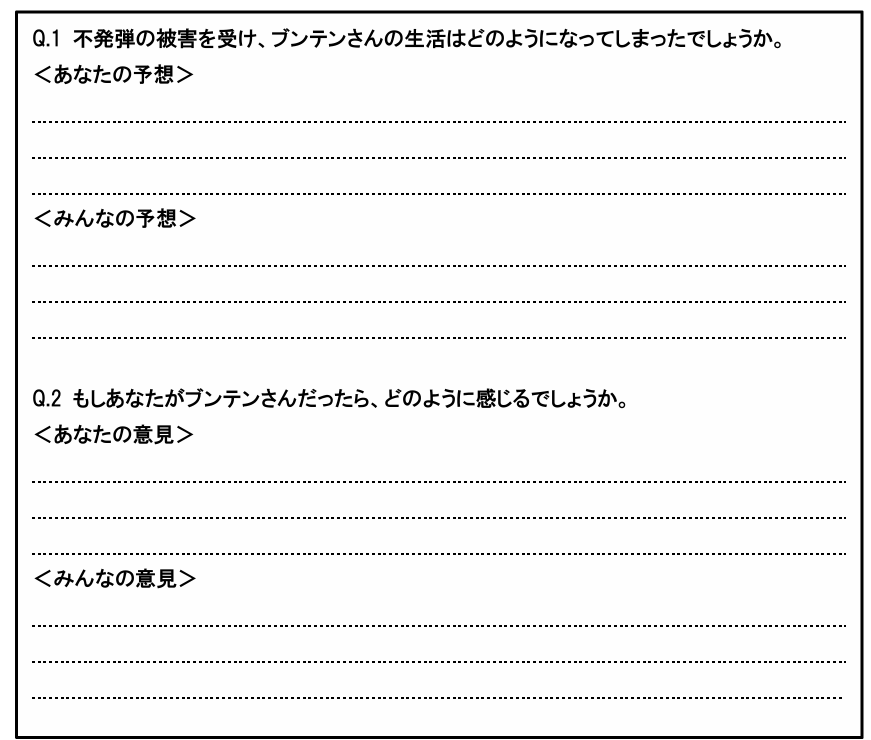 Q.1 不発弾の被害を受け、ブンテンさんの生活はどのようになってしまったでしょうか。
＜あなたの予想＞
＜みんなの予想＞
Q.2 もしあなたがブンテンさんだったら、どのように感じるでしょうか。
＜あなたの意見＞
＜みんなの意見＞